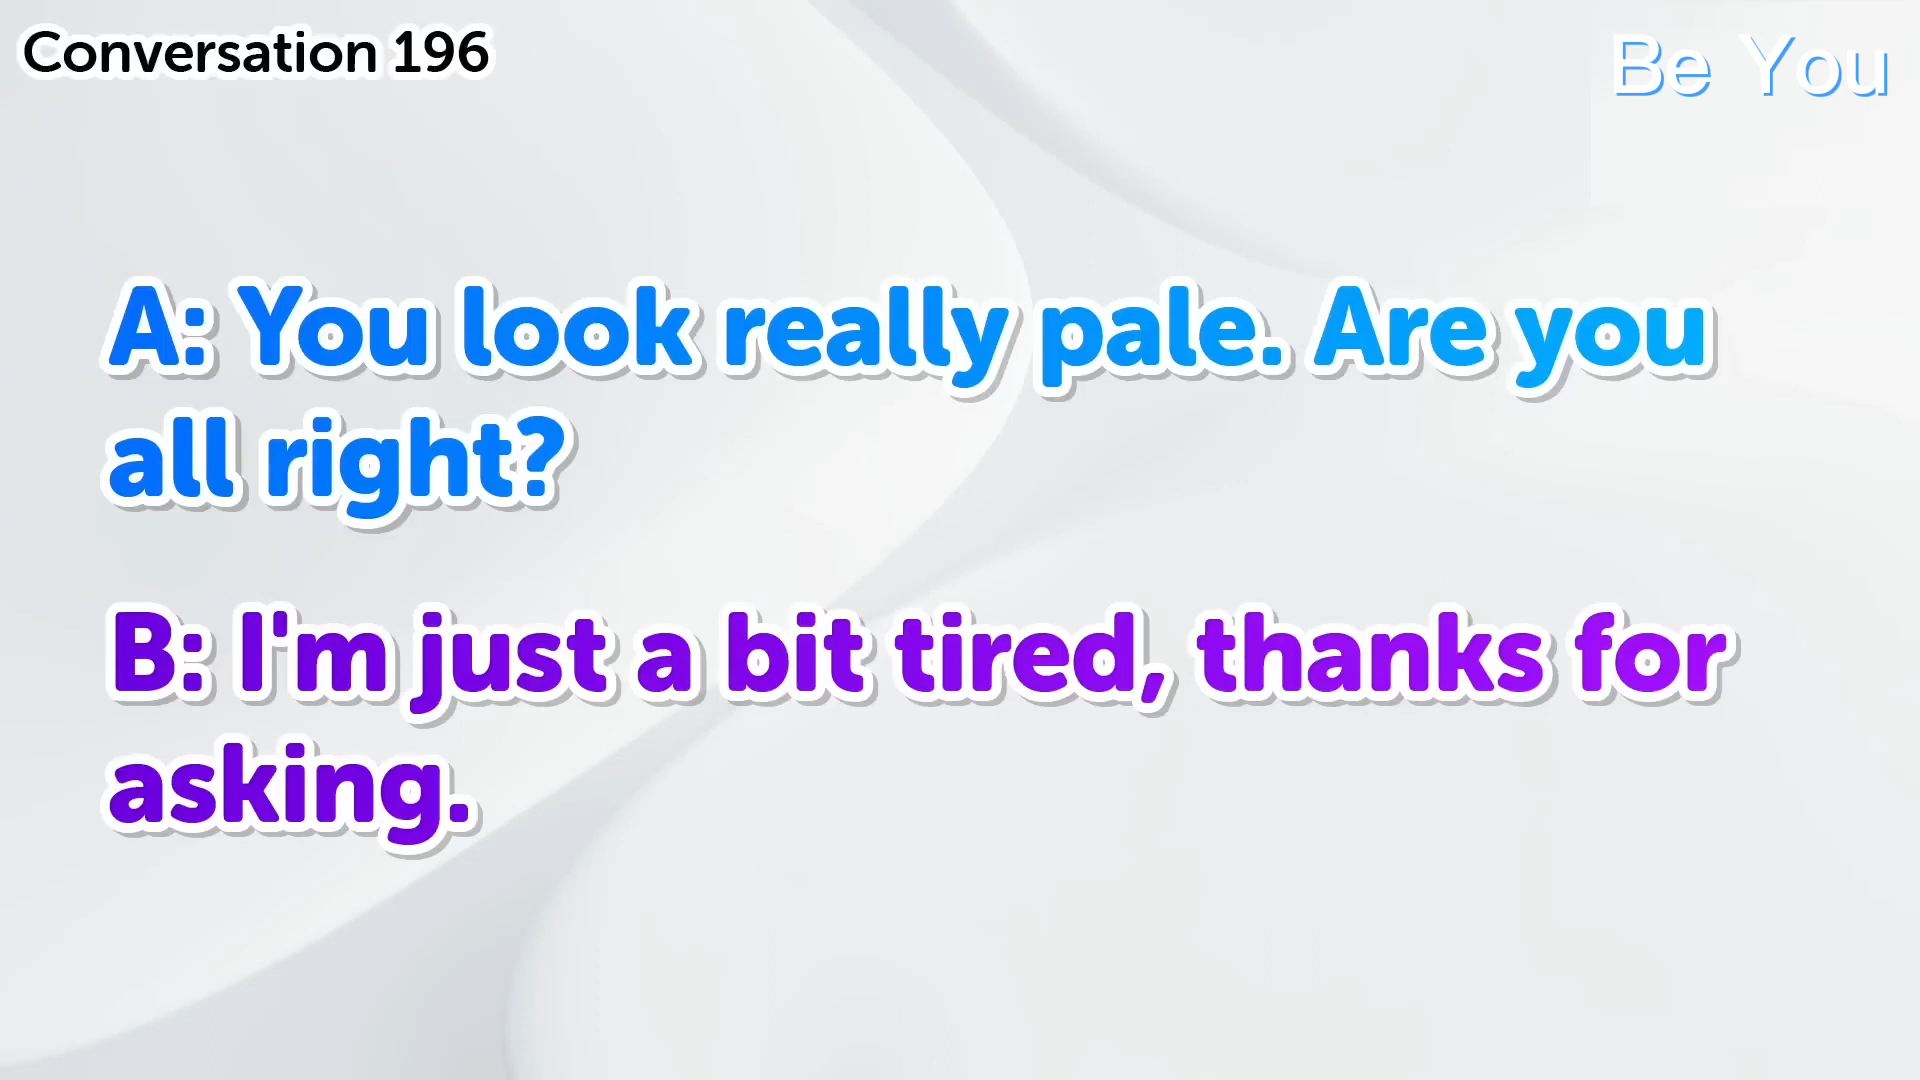 Conversation 196
Be You
A: You look really pale. Are you
all right?
B: I'm just a bit tired, thanks for
asking.